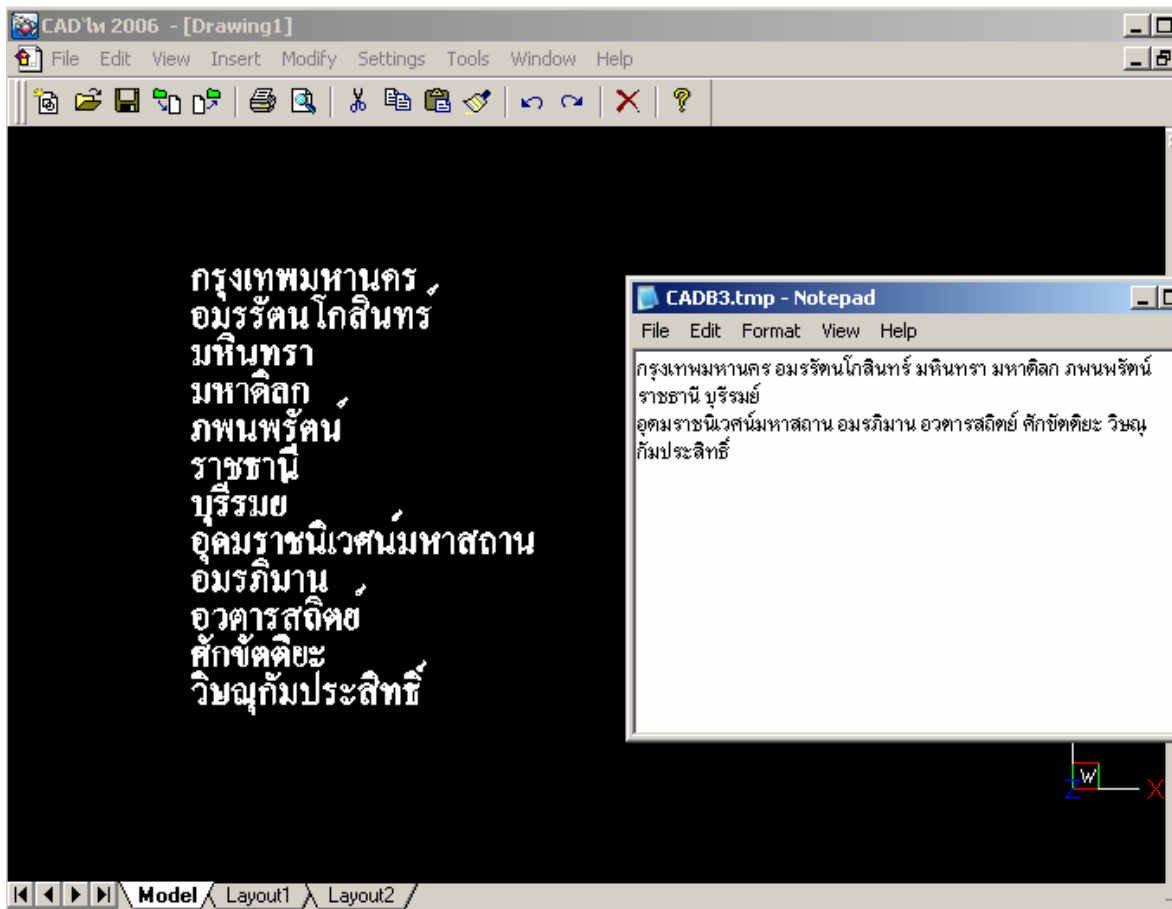 CADไท 2006 - [Drawing1]
File Edit View Insert Modify Settings Tools Window Help
กรุงเทพมหานคร
อมรรัตนโกสินทร์
มหินทรา
มหาดิลก
ภพนพรัตน์
ราชธานี
บุรีรมย
อุดมราชนิเวศน์มหาสถาน
อมรภิมาน
อวตารสถิตย์
ศักขัตติยะ
วิษณุกัมประสิทธิ์
CADB3.tmp - Notepad
File Edit Format View Help
กรุงเทพมหานคร อมรรัตนโกสินทร์ มหินทรา มหาดิลก ภพนพรัตน์
ราชธานี บุรีรมย์
อุดมราชนิเวศน์มหาสถาน อมรภิมาน อวตารสถิตย์ ศักขัตติยะ วิษณุ
กัมประสิทธิ์
W
Z X
Model Layout1 Layout2